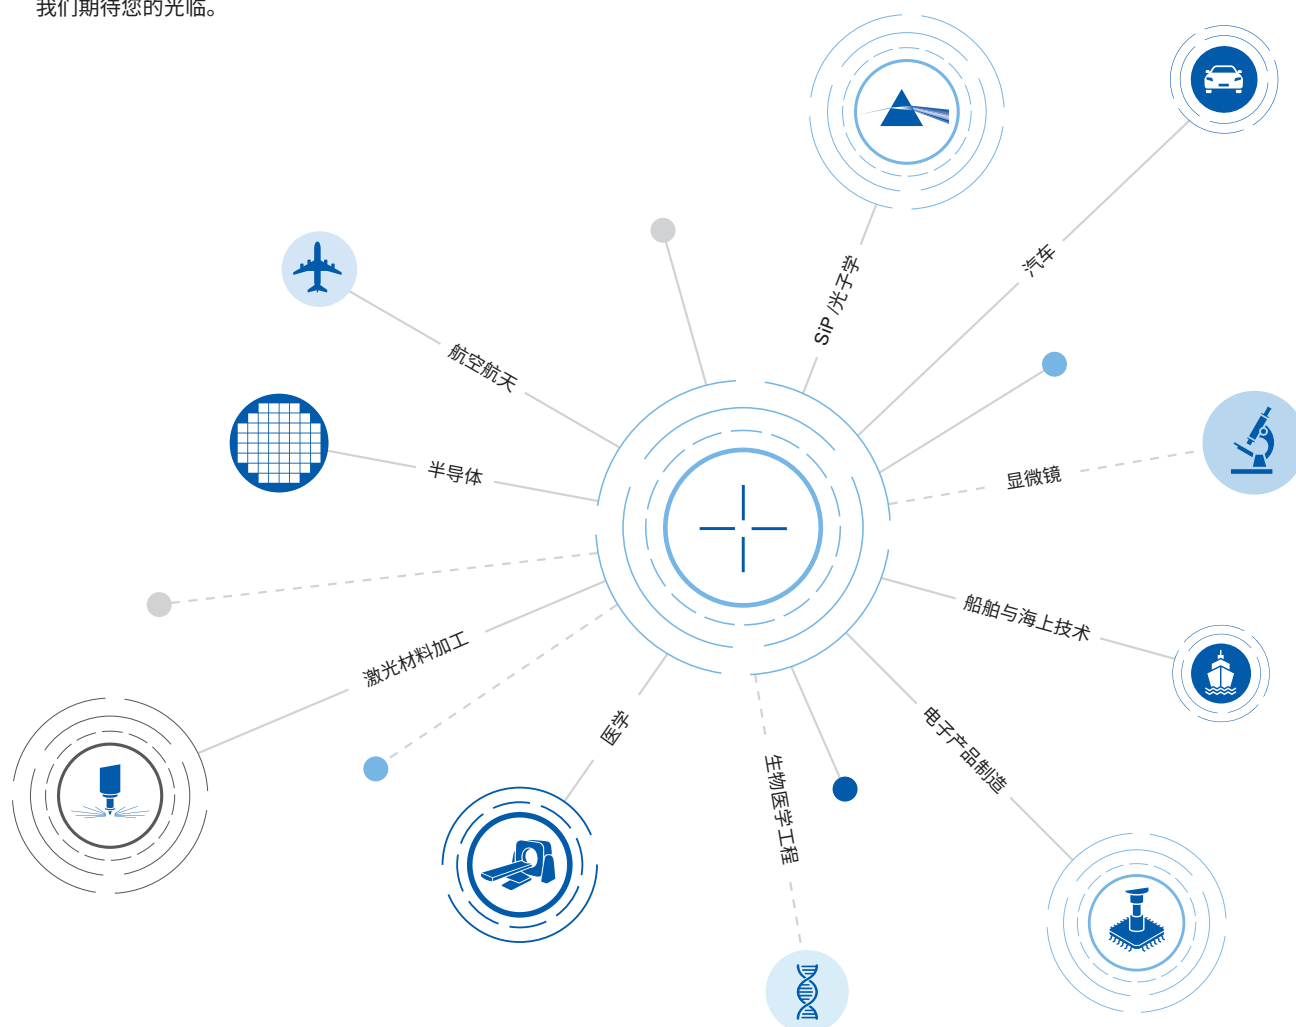 我们期待您的光临。
SiP /光子学
汽车
航空航天
半导体
显微镜
船舶与海上技术
激光材料加工
医学
电子产品制造
生物医学工程